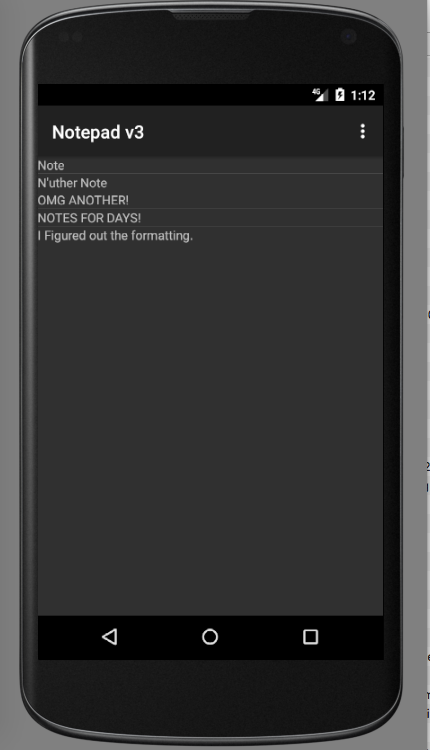 4G 1:12
Notepad v3
Note
N'uther Note
OMG ANOTHER!
NOTES FOR DAYS!
I Figured out the formatting.